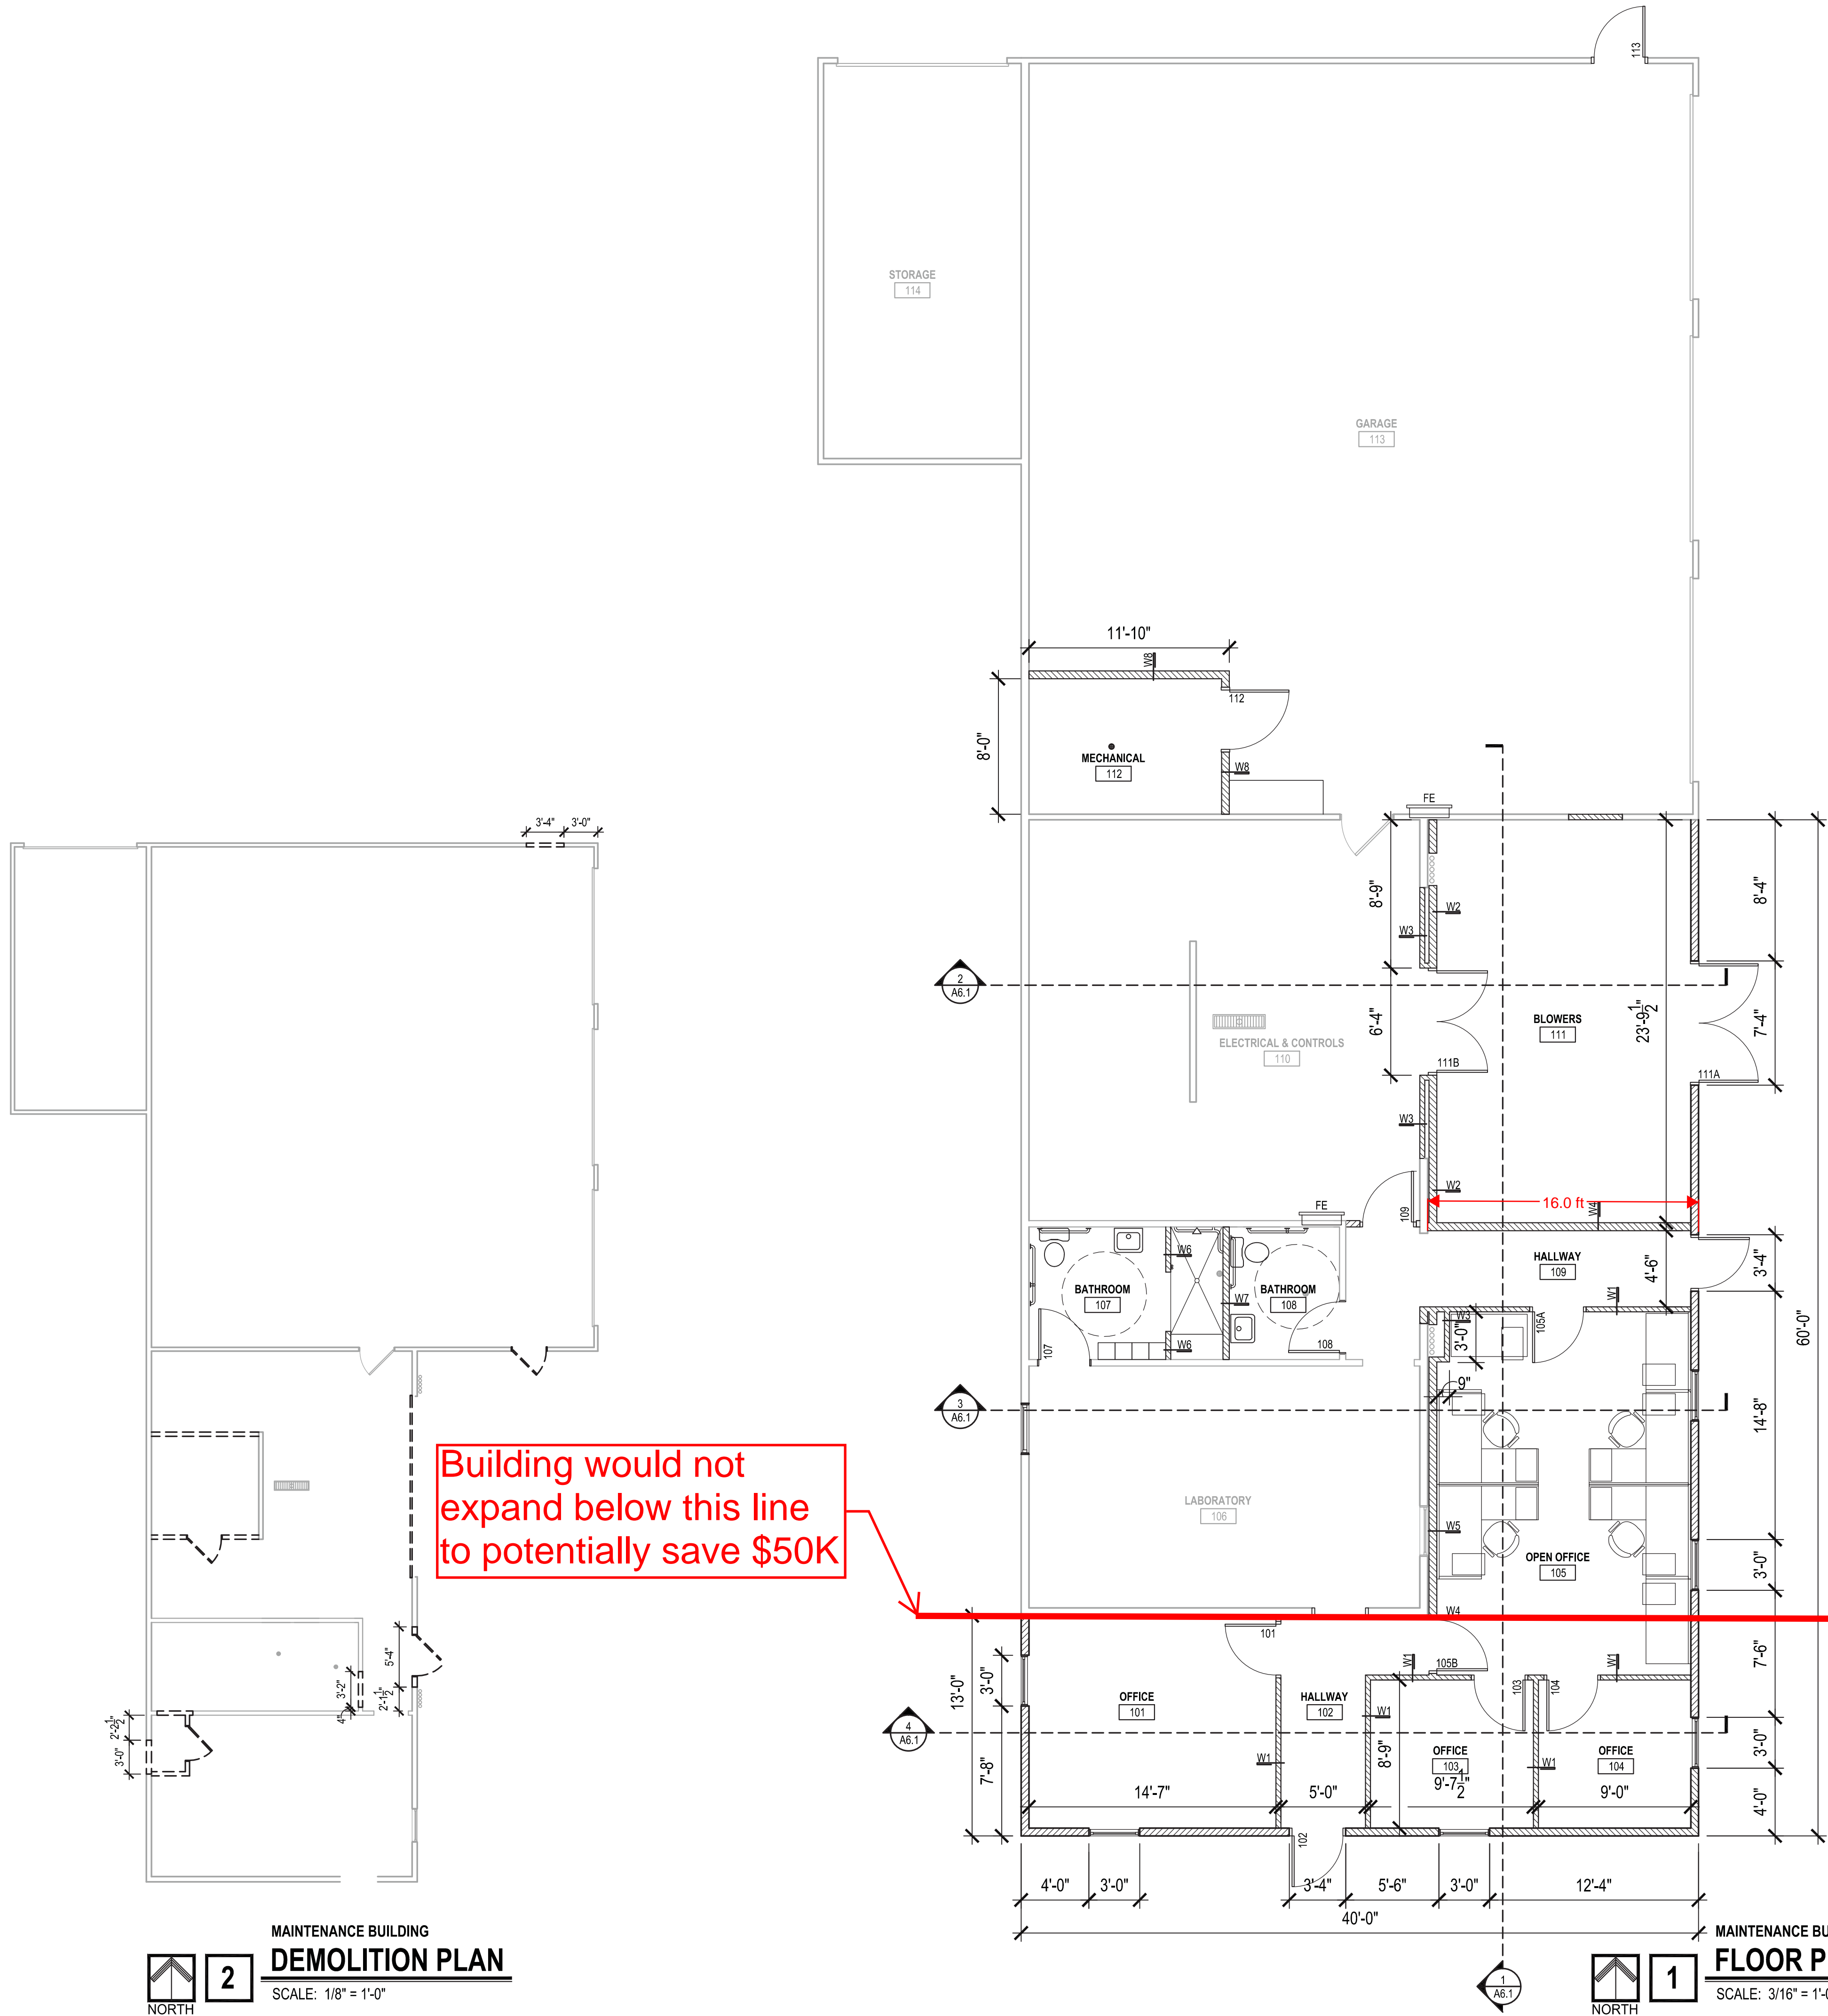 113
STORAGE
114
GARAGE
113
11'-10"
W8
112
8'-0"
MECHANICAL
112
W8
FE
3'-4"
3'-0"
8'-9"
W2
W3
8'-4"
2
A6.1
6'-4"
BLOWERS
111
23'-9 1/2"
7'-4"
ELECTRICAL & CONTROLS
110
111B
111A
W3
W2
16.0 ft
W4
FE
109
HALLWAY
109
4'-6"
3'-4"
W6
BATHROOM
107
W7
BATHROOM
108
W1
W3
105A
3'-0"
60'-0"
107
W6
108
9"
3
A6.1
14'-8"
Building would not
expand below this line
to potentially save $50K
LABORATORY
106
W5
OPEN OFFICE
105
3'-0"
W4
101
5'-4"
3'-2"
2'-1 1/2"
4"
2'-2 1/2"
3'-0"
13'-0"
3'-0"
105B
W1
W1
7'-6"
103
104
OFFICE
101
HALLWAY
102
W1
4
A6.1
8'-9"
W1
OFFICE
103
W1
OFFICE
104
3'-0"
7'-8"
14'-7"
5'-0"
9'-7 1/2"
9'-0"
4'-0"
102
4'-0"
3'-0"
3'-4"
5'-6"
3'-0"
12'-4"
40'-0"
MAINTENANCE BUILDING
2
DEMOLITION PLAN
SCALE: 1/8" = 1'-0"
NORTH
1
A6.1
MAINTENANCE BU
1
FLOOR P
SCALE: 3/16" = 1'-0
NORTH